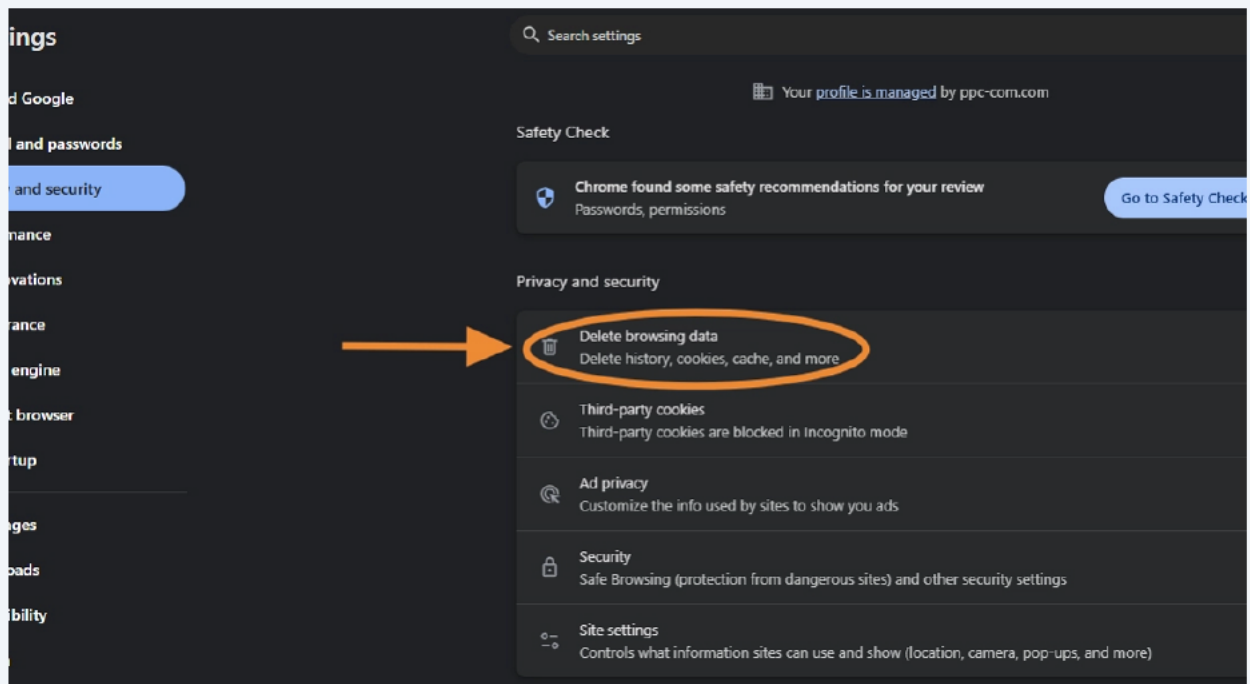 ings
Search settings
d Google
Your profile is managed by ppc-com.com
l and passwords
Safety Check
and security
Chrome found some safety recommendations for your review
Passwords, permissions
Go to Safety Check
mance
ovations
Privacy and security
rance
Delete browsing data
Delete history, cookies, cache, and more
engine
t browser
Third-party cookies
Third-party cookies are blocked in Incognito mode
rtup
Ad privacy
Customize the info used by sites to show you ads
ages
oads
Security
Safe Browsing (protection from dangerous sites) and other security settings
ibility
Site settings
Controls what information sites can use and show (location, camera, pop-ups, and more)